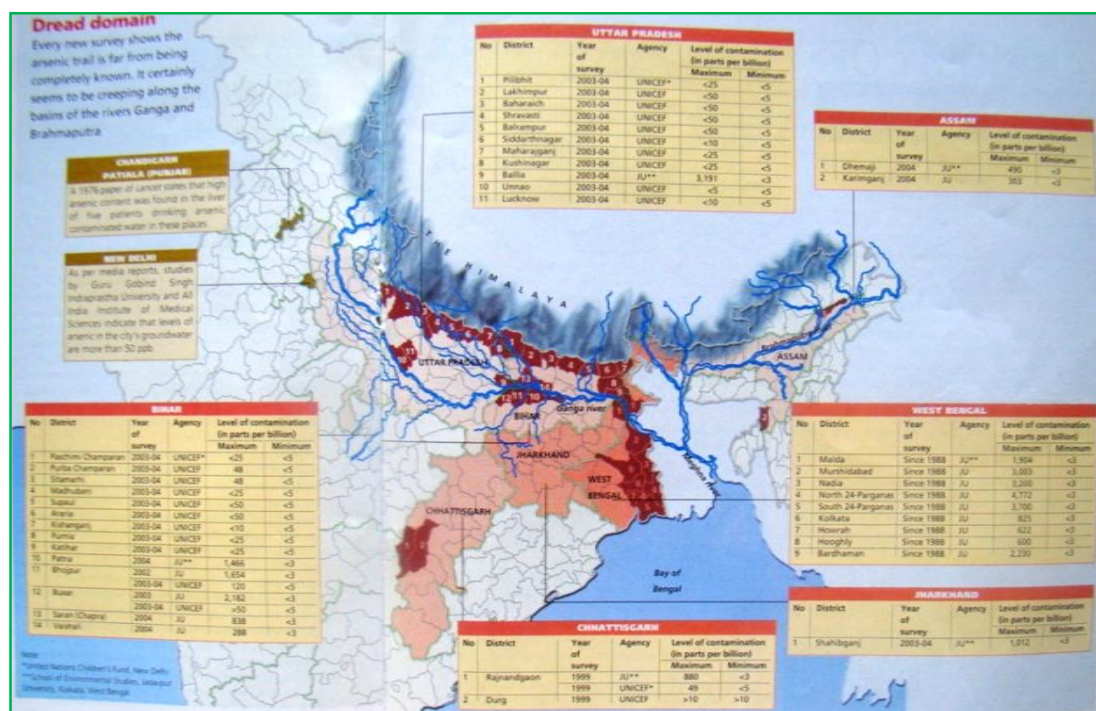 Dread domain
Every new survey shows the
arsenic trail is far from being
completely known. It certainly
seems to be creeping along the
basins of the rivers Ganga and
Brahmaputra
CHANDIGARH
PATIALA (PUNJAB)
A 1976 paper of Lancet states that high
arsenic content was found in the liver
of five patients drinking arsenic
contaminated water in these places
NEW DELHI
As per media reports, studies
by Guru Gobind Singh
Indraprastha University and All
India Institute of Medical
Sciences indicate that levels of
arsenic in the city's groundwater
are more than 50 ppb
UTTAR PRADESH
No District Year of survey Agency Level of contamination (in parts per billion) Maximum Minimum
1 Pilibhit 2003-04 UNICEF* <25 <5
2 Lakhimpur 2003-04 UNICEF <50 <5
3 Baharaich 2003-04 UNICEF <50 <5
4 Shravasti 2003-04 UNICEF <50 <5
5 Balrampur 2003-04 UNICEF <50 <5
6 Siddarthnagar 2003-04 UNICEF <10 <5
7 Maharajganj 2003-04 UNICEF <25 <5
8 Kushinagar 2003-04 UNICEF <25 <5
9 Ballia 2003-04 JU** 3,191 <3
10 Unnao 2003-04 UNICEF <5 <5
11 Lucknow 2003-04 UNICEF <10 <5
ASSAM
No District Year of survey Agency Level of contamination (in parts per billion) Maximum Minimum
1 Dhemaji 2004 JU** 490 <3
2 Karimganj 2004 JU 303 <3
THE HIMALAYA
UTTAR PRADESH
BIHAR
Ganga river
JHARKHAND
WEST
BENGAL
CHHATTISGARH
Brahmaputra
ASSAM
Meghna river
Bay of
Bengal
BIHAR
No District Year of survey Agency Level of contamination (in parts per billion) Maximum Minimum
1 Paschimi Champaran 2003-04 UNICEF* <25 <5
2 Purba Champaran 2003-04 UNICEF 48 <5
3 Sitamarhi 2003-04 UNICEF 48 <5
4 Madhubani 2003-04 UNICEF <25 <5
5 Supaul 2003-04 UNICEF <50 <5
6 Araria 2003-04 UNICEF <50 <5
7 Kishanganj 2003-04 UNICEF <10 <5
8 Purnia 2003-04 UNICEF <25 <5
9 Katihar 2003-04 UNICEF <25 <5
10 Patna 2004 JU** 1,466 <3
11 Bhojpur 2002 JU 1,654 <3
2003-04 UNICEF 120 <5
12 Buxar 2003 JU 2,182 <3
2003-04 UNICEF >50 <5
13 Saran (Chapra) 2004 JU 838 <3
14 Vaishali 2004 JU 288 <3
WEST BENGAL
No District Year of survey Agency Level of contamination (in parts per billion) Maximum Minimum
1 Malda Since 1988 JU** 1,904 <3
2 Murshidabad Since 1988 JU 3,003 <3
3 Nadia Since 1988 JU 3,200 <3
4 North 24-Parganas Since 1988 JU 4,772 <3
5 South 24-Parganas Since 1988 JU 3,700 <3
6 Kolkata Since 1988 JU 825 <3
7 Howrah Since 1988 JU <3
8 Hooghly Since 1988 JU 600 <3
9 Bardhaman Since 1988 JU 2,230 <3
JHARKHAND
No District Year of survey Agency Level of contamination (in parts per billion) Maximum Minimum
1 Shahibganj 2003-04 JU** 1,012 <3
CHHATTISGARH
No District Year of survey Agency Level of contamination (in parts per billion) Maximum Minimum
1 Rajnandgaon 1999 JU** 880 <3
1999 UNICEF* 49 <5
2 Durg 1999 UNICEF >10 >10
Note:
*United Nations Children's Fund, New Delhi
**School of Environmental Studies, Jadavpur
University, Kolkata, West Bengal